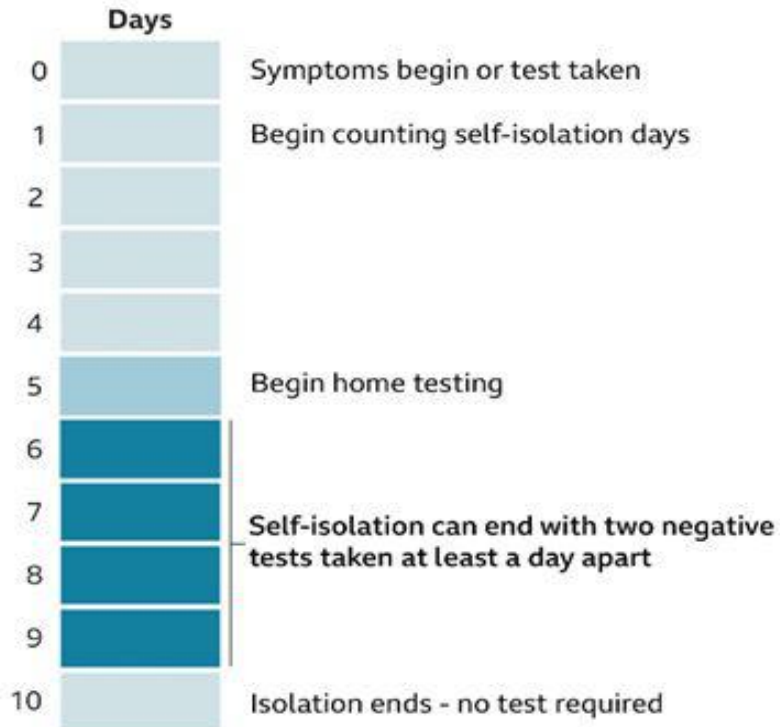 Days
0 Symptoms begin or test taken
1 Begin counting self-isolation days
2
3
4
5 Begin home testing
6
7
Self-isolation can end with two negative
tests taken at least a day apart
8
9
10 Isolation ends - no test required